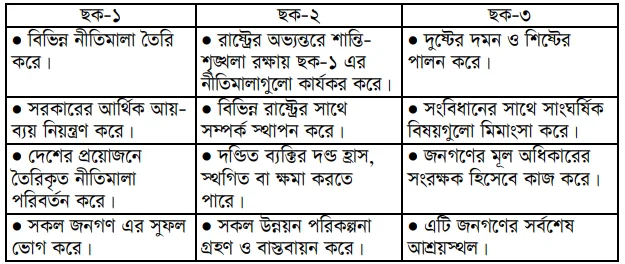 ছক-১ ছক-২ ছক-৩
● বিভিন্ন নীতিমালা তৈরি
করে।
● রাষ্ট্রের অভ্যন্তরে শান্তি-
শৃঙ্খলা রক্ষায় ছক-১ এর
নীতিমালাগুলো কার্যকর করে।
● দুষ্টের দমন ও শিষ্টের
পালন করে।
● সরকারের আর্থিক আয়-
ব্যয় নিয়ন্ত্রণ করে।
● বিভিন্ন রাষ্ট্রের সাথে
সম্পর্ক স্থাপন করে।
● সংবিধানের সাথে সাংঘর্ষিক
বিষয়গুলো মিমাংসা করে।
● দেশের প্রয়োজনে
তৈরিকৃত নীতিমালা
পরিবর্তন করে।
● দণ্ডিত ব্যক্তির দণ্ড হ্রাস,
স্থগিত বা ক্ষমা করতে
পারে।
● জনগণের মূল অধিকারের
সংরক্ষক হিসেবে কাজ করে।
● সকল জনগণ এর সুফল
ভোগ করে।
● সকল উন্নয়ন পরিকল্পনা
গ্রহণ ও বাস্তবায়ন করে।
● এটি জনগণের সর্বশেষ
আশ্রয়স্থল।